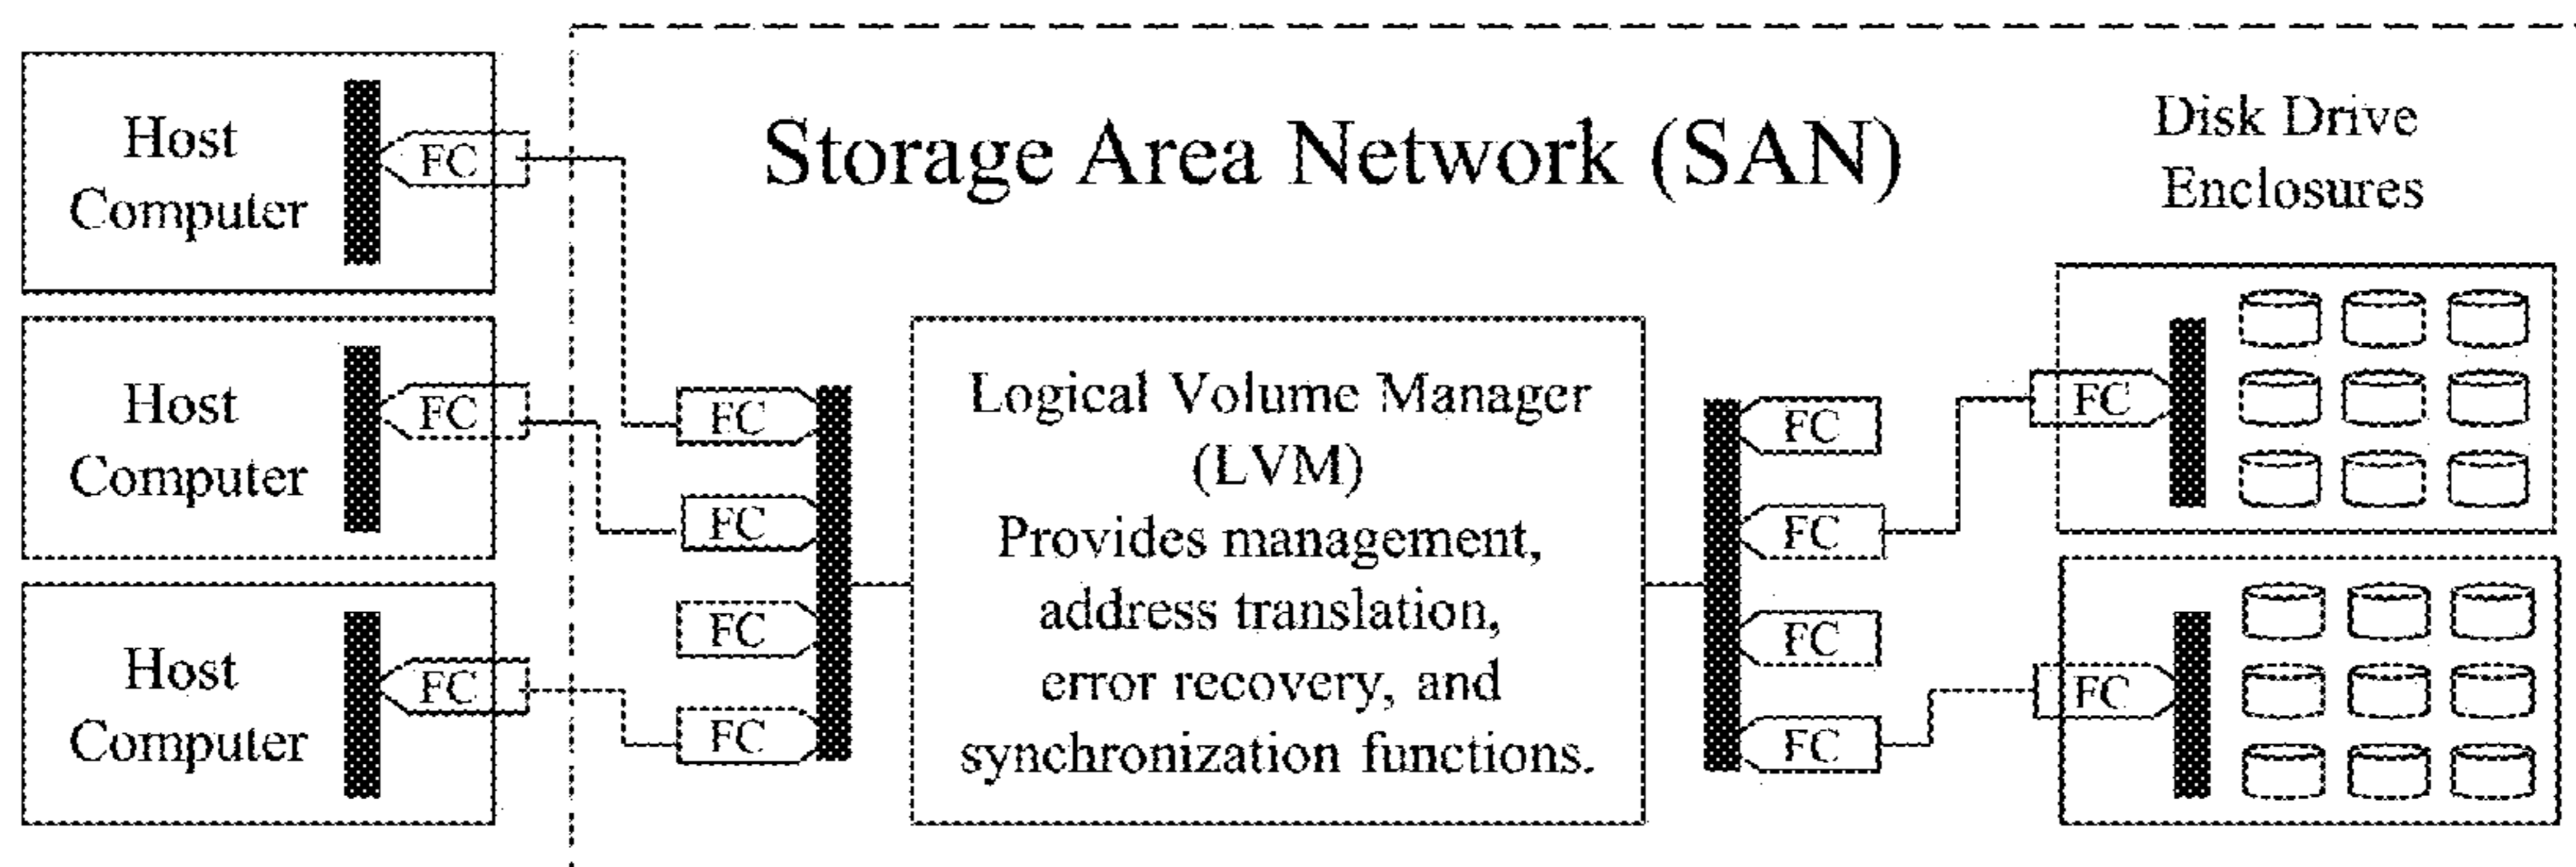 Storage Area Network (SAN)
Disk Drive
Enclosures
Host
Computer
FC
Host
Computer
FC
Host
Computer
FC
FC
FC
FC
FC
Logical Volume Manager
(LVM)
Provides management,
address translation,
error recovery, and
synchronization functions.
FC
FC
FC
FC
FC
FC